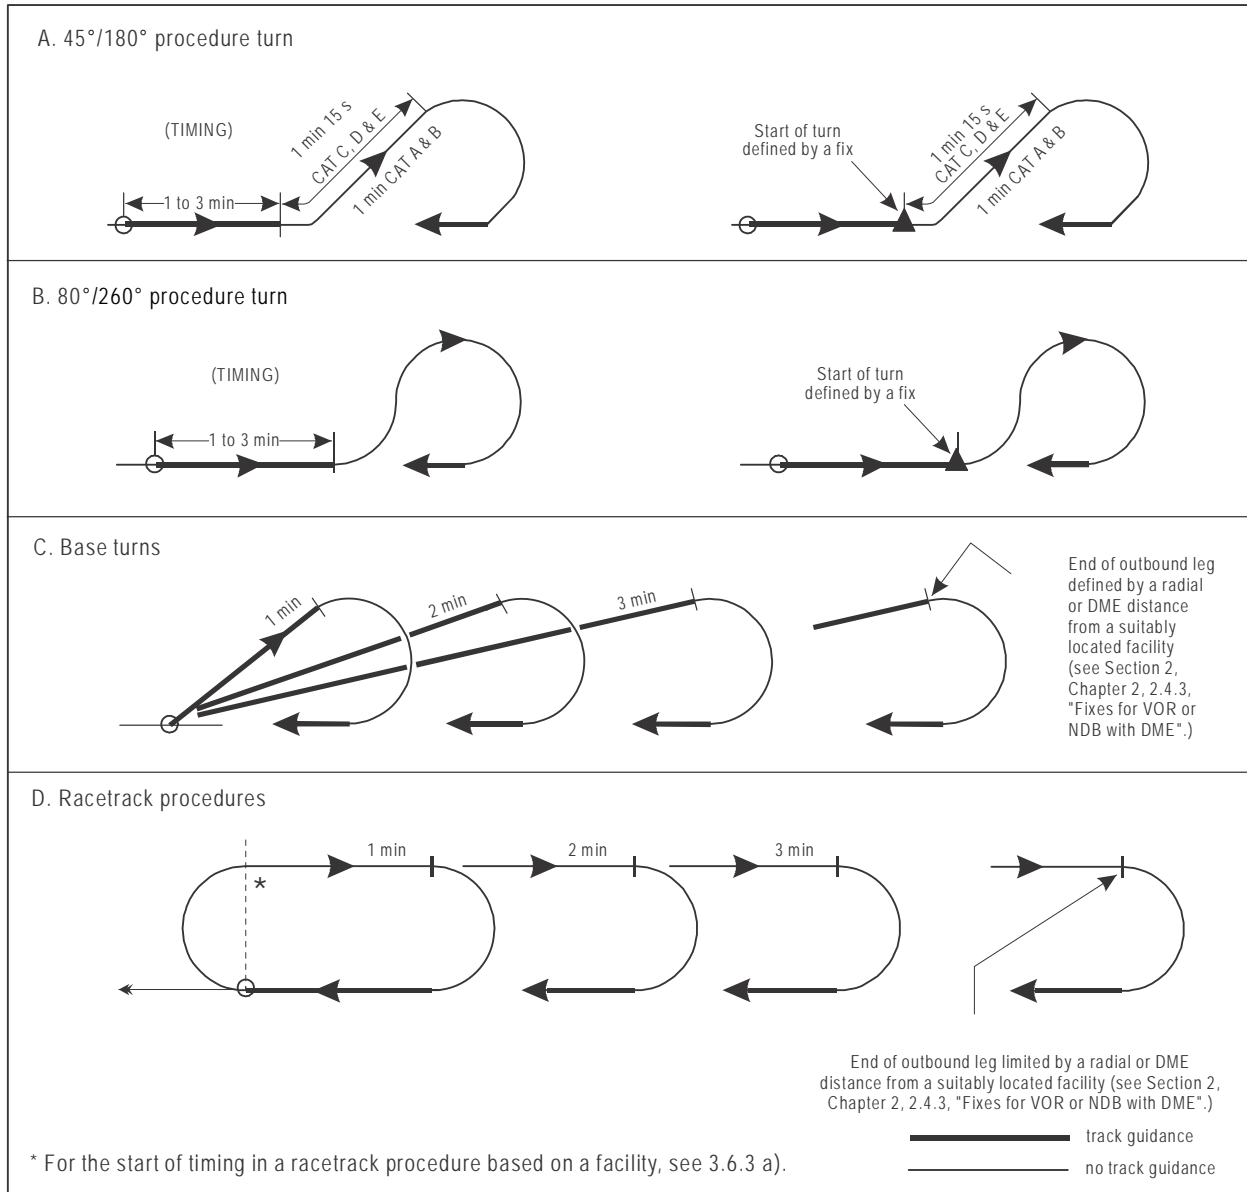 A. 45°/180° procedure turn
(TIMING)
1 to 3 min
1 min 15 s
CAT C, D & E
1 min CAT A & B
Start of turn
defined by a fix
1 min 15 s
CAT C, D & E
1 min CAT A & B
B. 80°/260° procedure turn
(TIMING)
1 to 3 min
Start of turn
defined by a fix
C. Base turns
1 min
2 min
3 min
End of outbound leg
defined by a radial
or DME distance
from a suitably
located facility
(see Section 2,
Chapter 2, 2.4.3,
"Fixes for VOR or
NDB with DME".)
D. Racetrack procedures
1 min
2 min
3 min
*
End of outbound leg limited by a radial or DME
distance from a suitably located facility (see Section 2,
Chapter 2, 2.4.3, "Fixes for VOR or NDB with DME".)
track guidance
no track guidance
* For the start of timing in a racetrack procedure based on a facility, see 3.6.3 a).